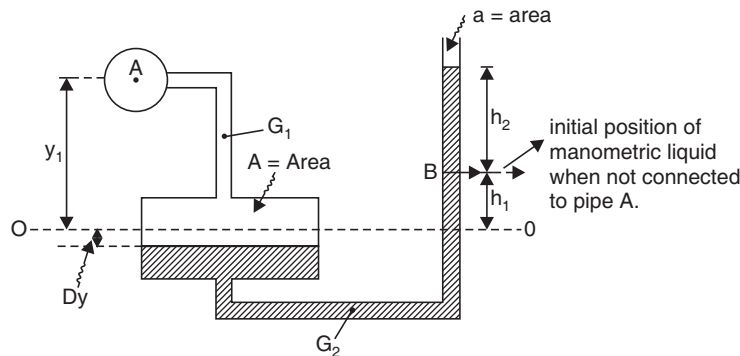 a = area
A
G1
y1
A = Area
h2
B
initial position of
manometric liquid
when not connected
to pipe A.
h1
O
0
Dy
G2